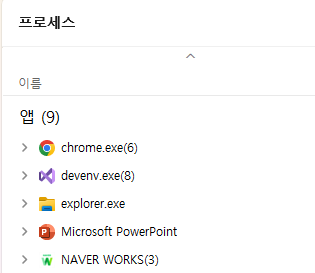 프로세스
이름
앱 (9)
chrome.exe(6)
devenv.exe(8)
explorer.exe
Microsoft PowerPoint
NAVER WORKS(3)